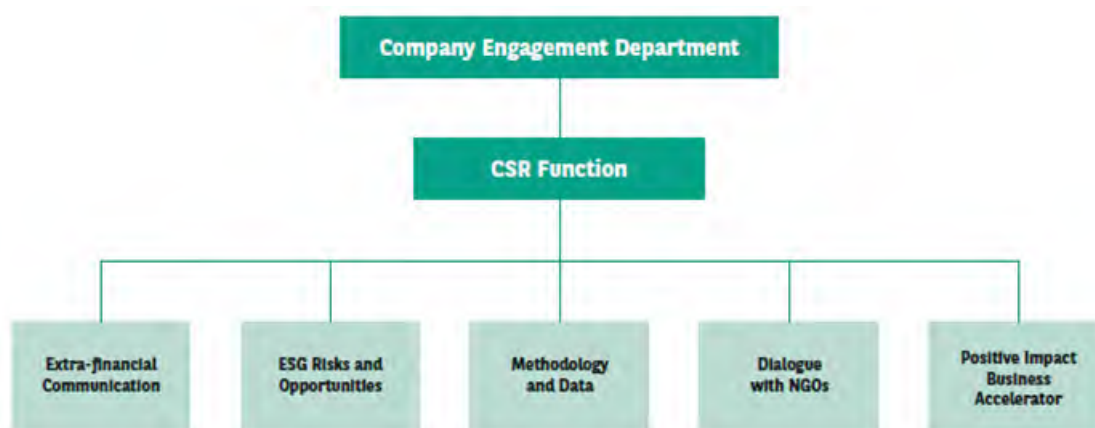 Company Engagement Department
CSR Function
Extra-financial
Communication
ESG Risks and
Opportunities
Methodology
and Data
Dialogue
with NGOs
Positive Impact
Business
Accelerator